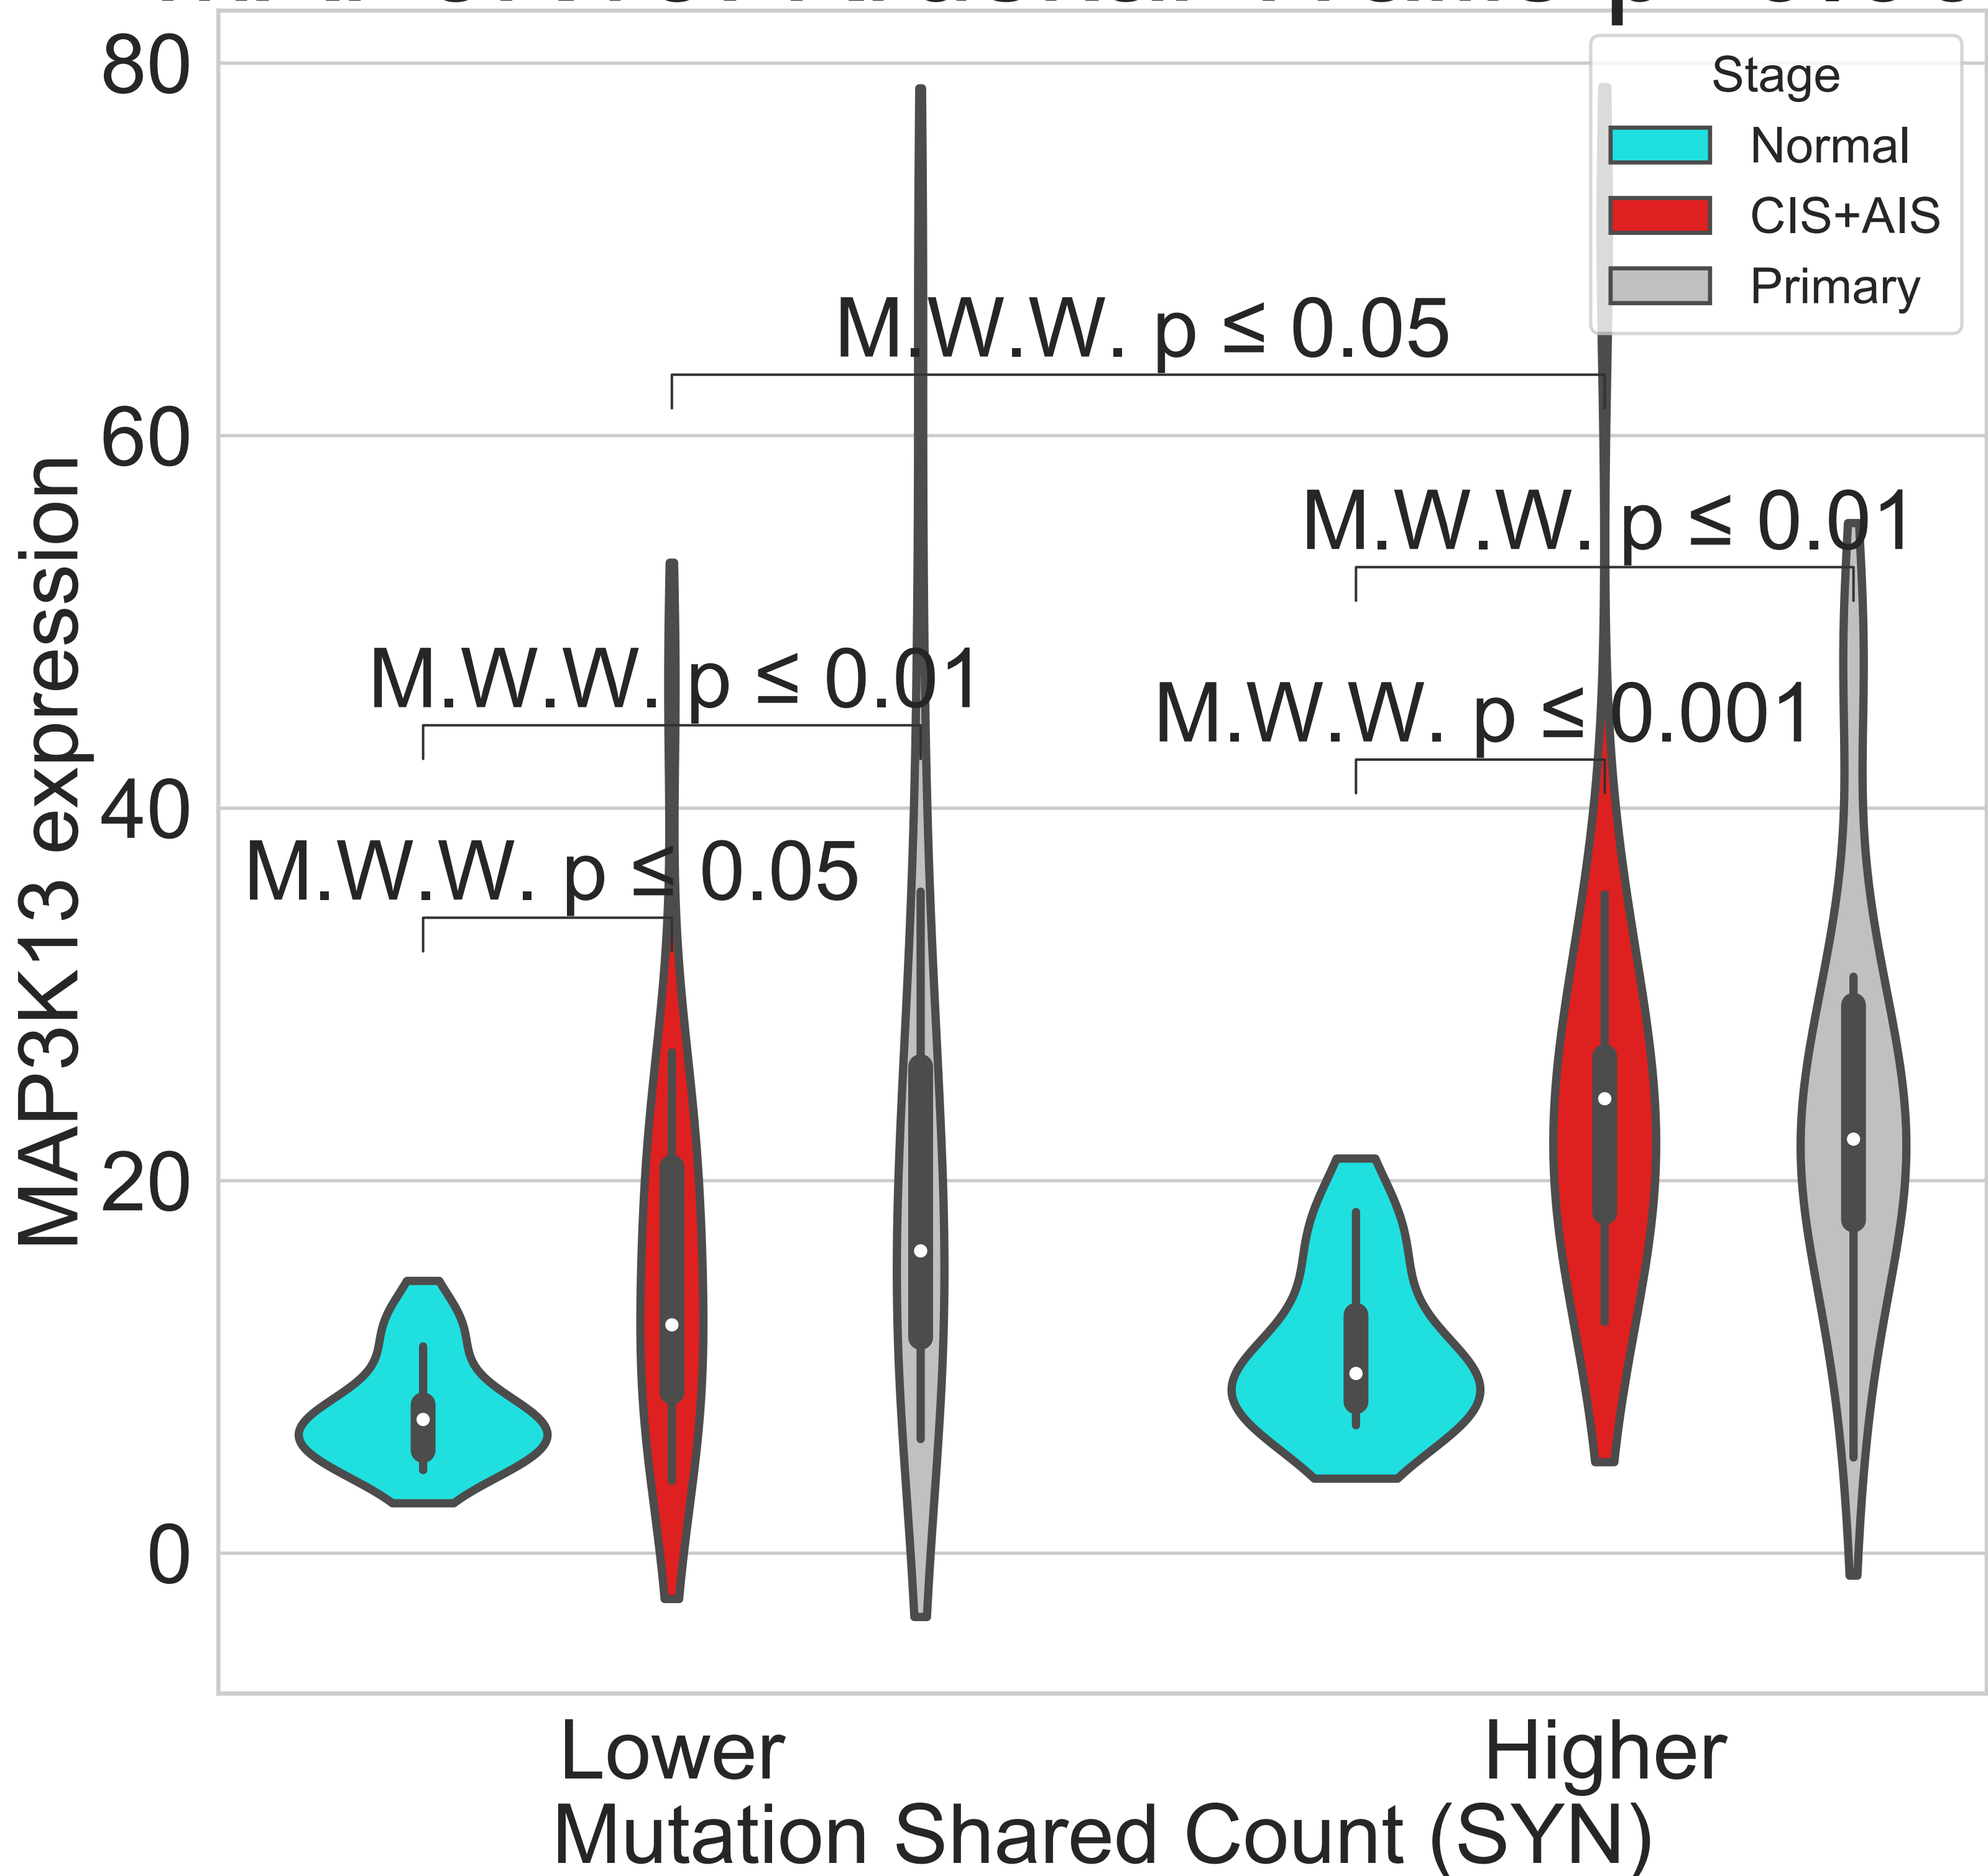 80
Stage
Normal
CIS+AIS
Primary
M.W.W. p ≤ 0.05
60
M.W.W. p ≤ 0.01
M.W.W. p ≤ 0.01
M.W.W. p ≤ 0.001
40
M.W.W. p ≤ 0.05
20
0
MAP3K13 expression
Lower
Higher
Mutation Shared Count (SYN)